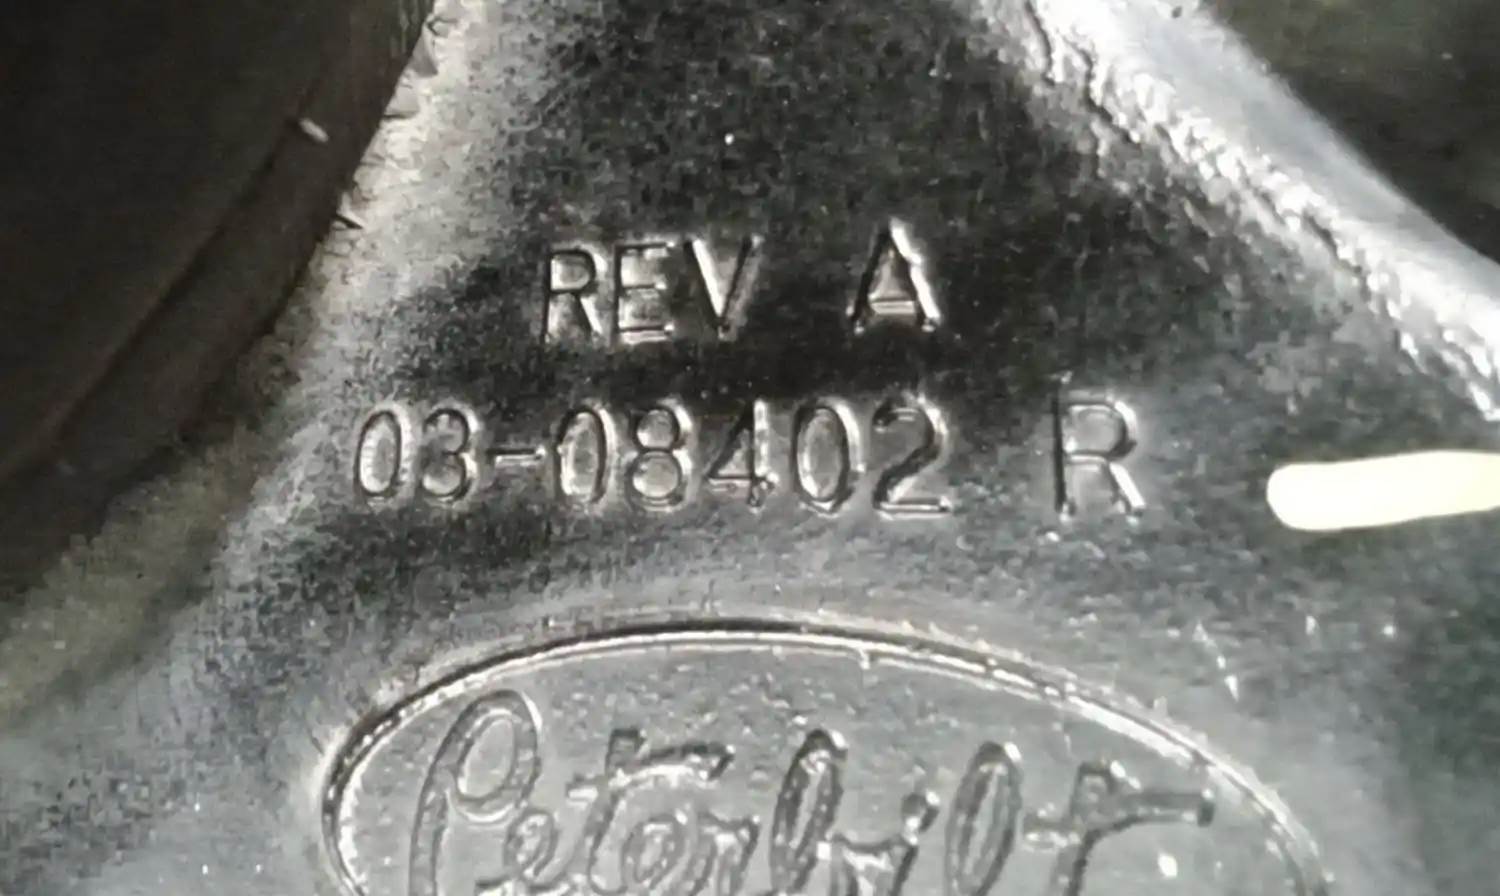 REV A
03-08402 R
Peterbilt